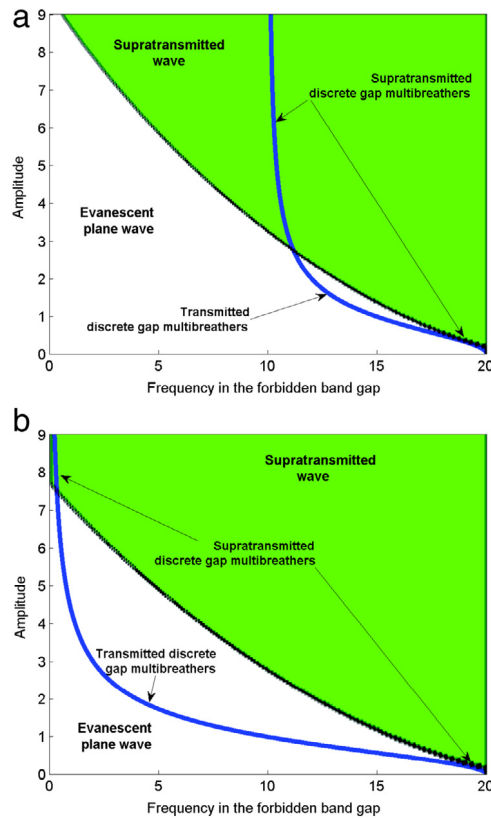 a
9
8
7
6
5
4
3
2
1
0
Amplitude
Supratransmitted
wave
Supratransmitted
discrete gap multibreathers
Evanescent
plane wave
Transmitted
discrete gap multibreathers
0 5 10 15 20
Frequency in the forbidden band gap
b
9
8
7
6
5
4
3
2
1
0
Amplitude
Supratransmitted
wave
Supratransmitted
discrete gap multibreathers
Transmitted discrete
gap multibreathers
Evanescent
plane wave
0 5 10 15 20
Frequency in the forbidden band gap